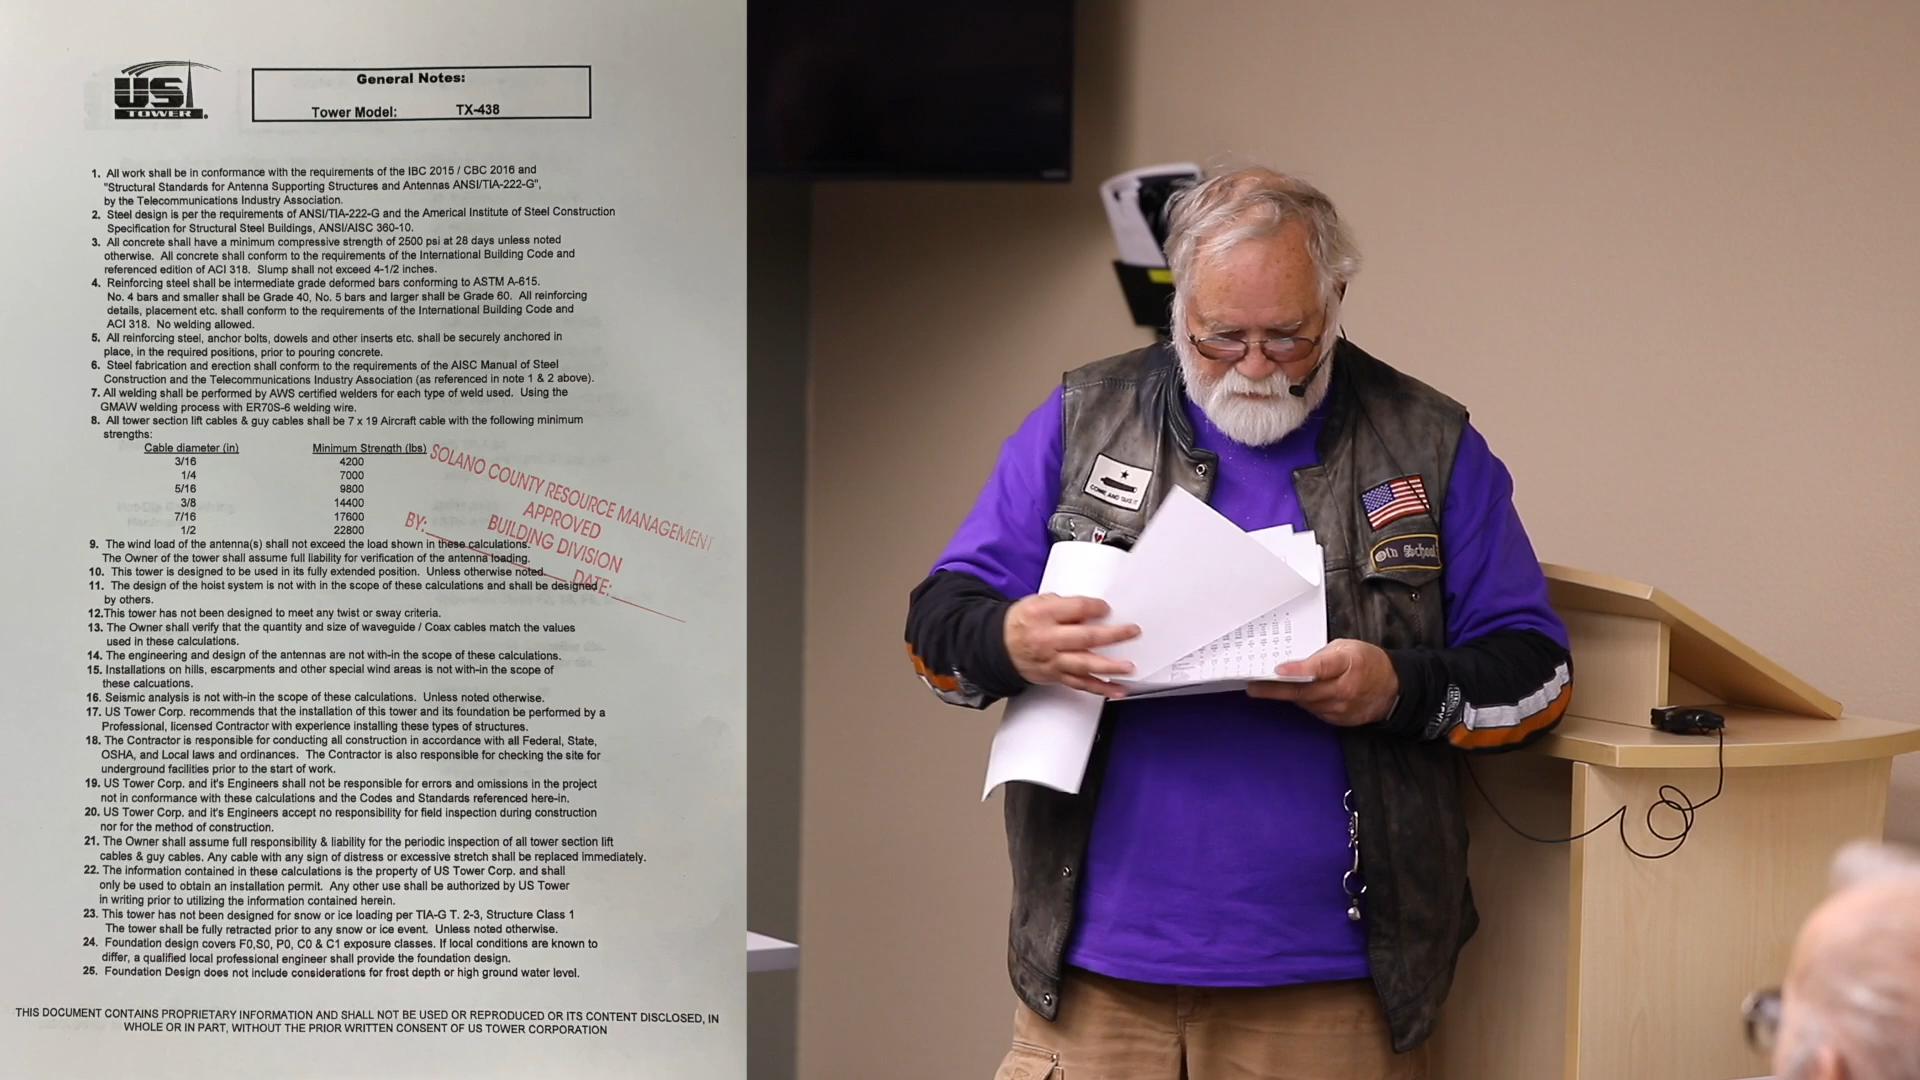 US
TOWER
General Notes:
Tower Model: TX-438
1. All work shall be in conformance with the requirements of the IBC 2015 / CBC 2016 and
"Structural Standards for Antenna Supporting Structures and Antennas ANSI/TIA-222-G",
by the Telecommunications Industry Association.
2. Steel design is per the requirements of ANSI/TIA-222-G and the Americal Institute of Steel Construction
Specification for Structural Steel Buildings, ANSI/AISC 360-10.
3. All concrete shall have a minimum compressive strength of 2500 psi at 28 days unless noted
otherwise. All concrete shall conform to the requirements of the International Building Code and
referenced edition of ACI 318. Slump shall not exceed 4-1/2 inches.
4. Reinforcing steel shall be intermediate grade deformed bars conforming to ASTM A-615.
No. 4 bars and smaller shall be Grade 40, No. 5 bars and larger shall be Grade 60. All reinforcing
details, placement etc. shall conform to the requirements of the International Building Code and
ACI 318. No welding allowed.
5. All reinforcing steel, anchor bolts, dowels and other inserts etc. shall be securely anchored in
place, in the required positions, prior to pouring concrete.
6. Steel fabrication and erection shall conform to the requirements of the AISC Manual of Steel
Construction and the Telecommunications Industry Association (as referenced in note 1 & 2 above).
7. All welding shall be performed by AWS certified welders for each type of weld used. Using the
GMAW welding process with ER70S-6 welding wire.
8. All tower section lift cables & guy cables shall be 7 x 19 Aircraft cable with the following minimum
strengths:
Cable diameter (in) Minimum Strength (lbs)
3/16 4200
1/4 7000
5/16 9800
3/8 14400
7/16 17600
1/2 22800
SOLANO COUNTY RESOURCE MANAGEMENT
APPROVED
BUILDING DIVISION
BY: DATE:
9. The wind load of the antenna(s) shall not exceed the load shown in these calculations.
The Owner of the tower shall assume full liability for verification of the antenna loading.
10. This tower is designed to be used in its fully extended position. Unless otherwise noted.
11. The design of the hoist system is not with in the scope of these calculations and shall be designed
by others.
12. This tower has not been designed to meet any twist or sway criteria.
13. The Owner shall verify that the quantity and size of waveguide / Coax cables match the values
used in these calculations.
14. The engineering and design of the antennas are not with-in the scope of these calculations.
15. Installations on hills, escarpments and other special wind areas is not with-in the scope of
these calcuations.
16. Seismic analysis is not with-in the scope of these calculations. Unless noted otherwise.
17. US Tower Corp. recommends that the installation of this tower and its foundation be performed by a
Professional, licensed Contractor with experience installing these types of structures.
18. The Contractor is responsible for conducting all construction in accordance with all Federal, State,
OSHA, and Local laws and ordinances. The Contractor is also responsible for checking the site for
underground facilities prior to the start of work.
19. US Tower Corp. and it's Engineers shall not be responsible for errors and omissions in the project
not in conformance with these calculations and the Codes and Standards referenced here-in.
20. US Tower Corp. and it's Engineers accept no responsibility for field inspection during construction
nor for the method of construction.
21. The Owner shall assume full responsibility & liability for the periodic inspection of all tower section lift
cables & guy cables. Any cable with any sign of distress or excessive stretch shall be replaced immediately.
22. The information contained in these calculations is the property of US Tower Corp. and shall
only be used to obtain an installation permit. Any other use shall be authorized by US Tower
in writing prior to utilizing the information contained herein.
23. This tower has not been designed for snow or ice loading per TIA-G T. 2-3, Structure Class 1
The tower shall be fully retracted prior to any snow or ice event. Unless noted otherwise.
24. Foundation design covers F0,S0, P0, C0 & C1 exposure classes. If local conditions are known to
differ, a qualified local professional engineer shall provide the foundation design.
25. Foundation Design does not include considerations for frost depth or high ground water level.
THIS DOCUMENT CONTAINS PROPRIETARY INFORMATION AND SHALL NOT BE USED OR REPRODUCED OR ITS CONTENT DISCLOSED, IN
WHOLE OR IN PART, WITHOUT THE PRIOR WRITTEN CONSENT OF US TOWER CORPORATION
COME AND TAKE IT
Old School